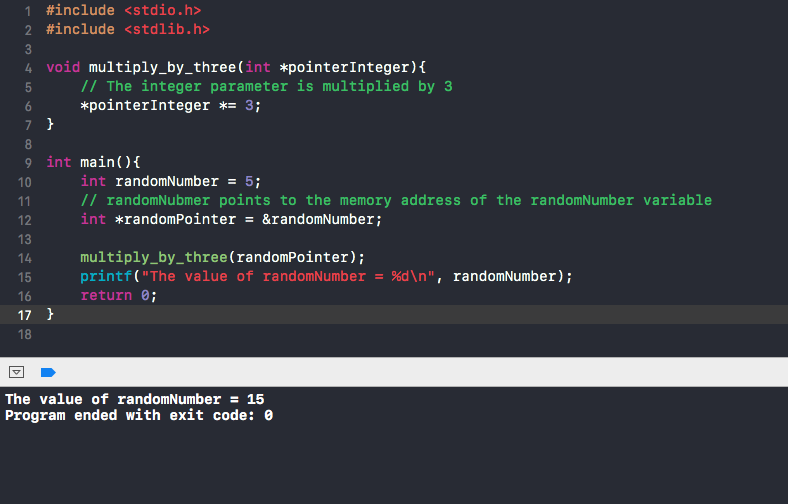 1 #include <stdio.h>
2 #include <stdlib.h>
3
4 void multiply_by_three(int *pointerInteger){
5     // The integer parameter is multiplied by 3
6     *pointerInteger *= 3;
7 }
8
9 int main(){
10     int randomNumber = 5;
11     // randomNubmer points to the memory address of the randomNumber variable
12     int *randomPointer = &randomNumber;
13
14     multiply_by_three(randomPointer);
15     printf("The value of randomNumber = %d\n", randomNumber);
16     return 0;
17 }
18
The value of randomNumber = 15
Program ended with exit code: 0